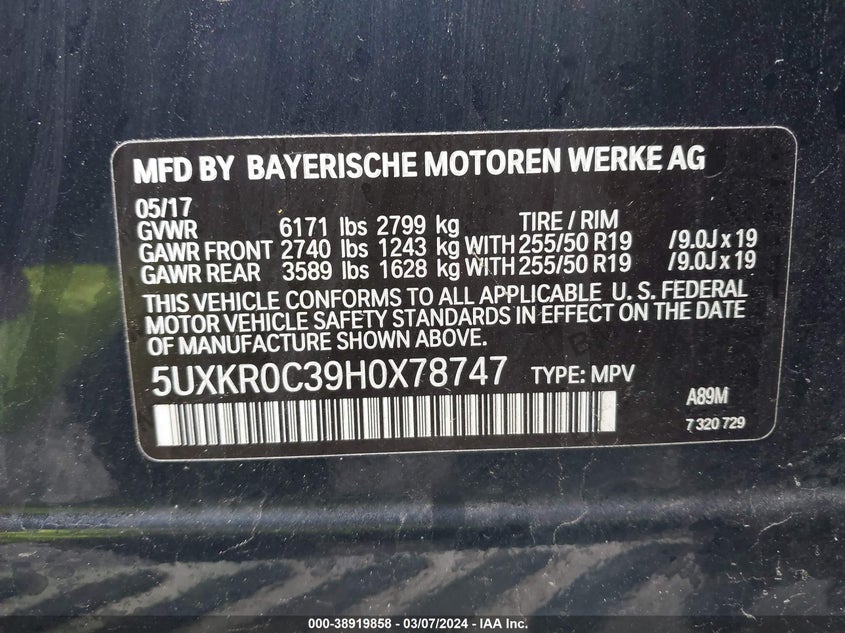 MFD BY BAYERISCHE MOTOREN WERKE AG
05/17
GVWR 6171 lbs 2799 kg TIRE / RIM
GAWR FRONT 2740 lbs 1243 kg WITH 255/50 R19 /9.0J x 19
GAWR REAR 3589 lbs 1628 kg WITH 255/50 R19 /9.0J x 19
THIS VEHICLE CONFORMS TO ALL APPLICABLE U. S. FEDERAL
MOTOR VEHICLE SAFETY STANDARDS IN EFFECT ON THE DATE
OF MANUFACTURE SHOWN ABOVE.
5UXKR0C39H0X78747 TYPE: MPV
A89M
7 320 729
000-38919858 - 03/07/2024 - IAA Inc.